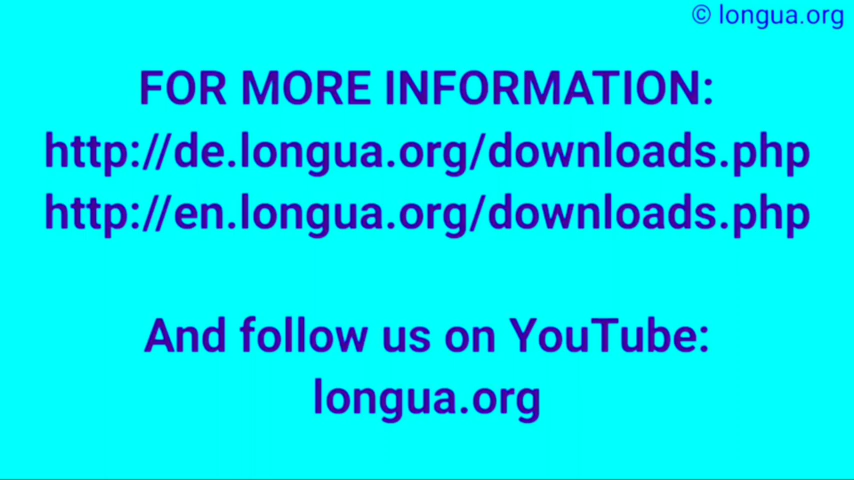 © longua.org
FOR MORE INFORMATION:
http://de.longua.org/downloads.php
http://en.longua.org/downloads.php
And follow us on YouTube:
longua.org